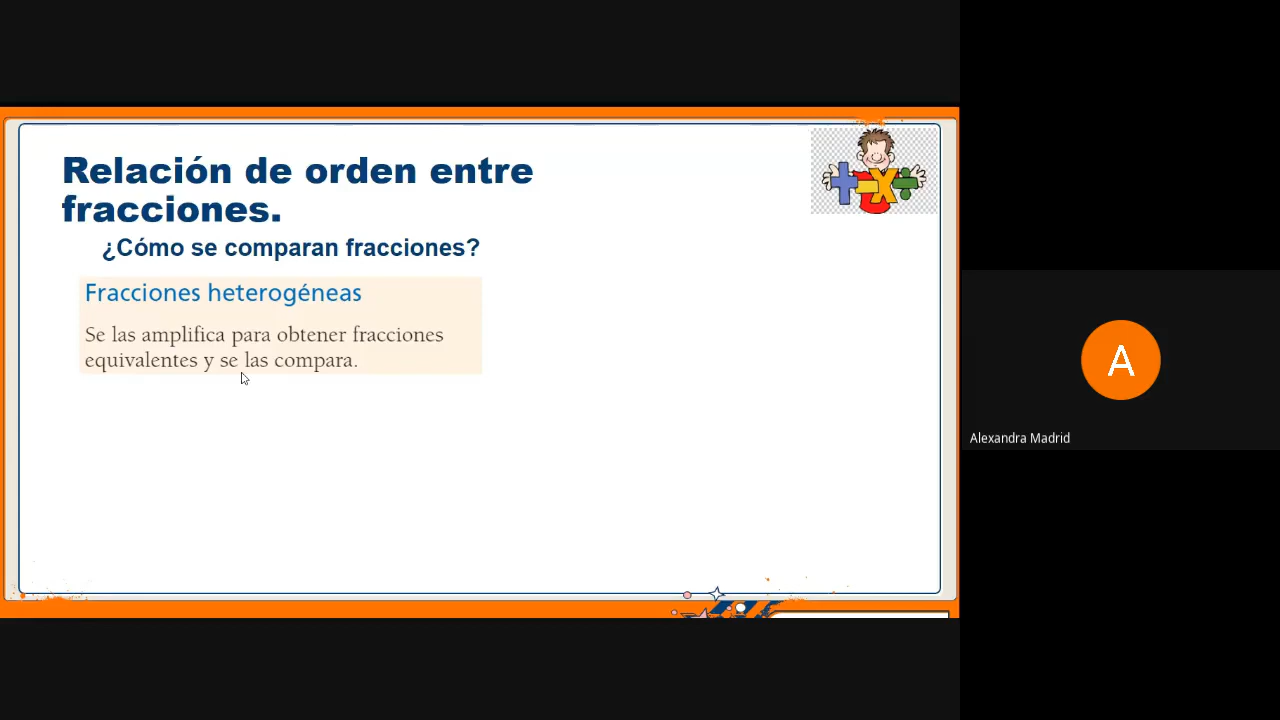 Relación de orden entre
fracciones.
¿Cómo se comparan fracciones?
Fracciones heterogéneas
Se las amplifica para obtener fracciones
equivalentes y se las compara.
A
Alexandra Madrid